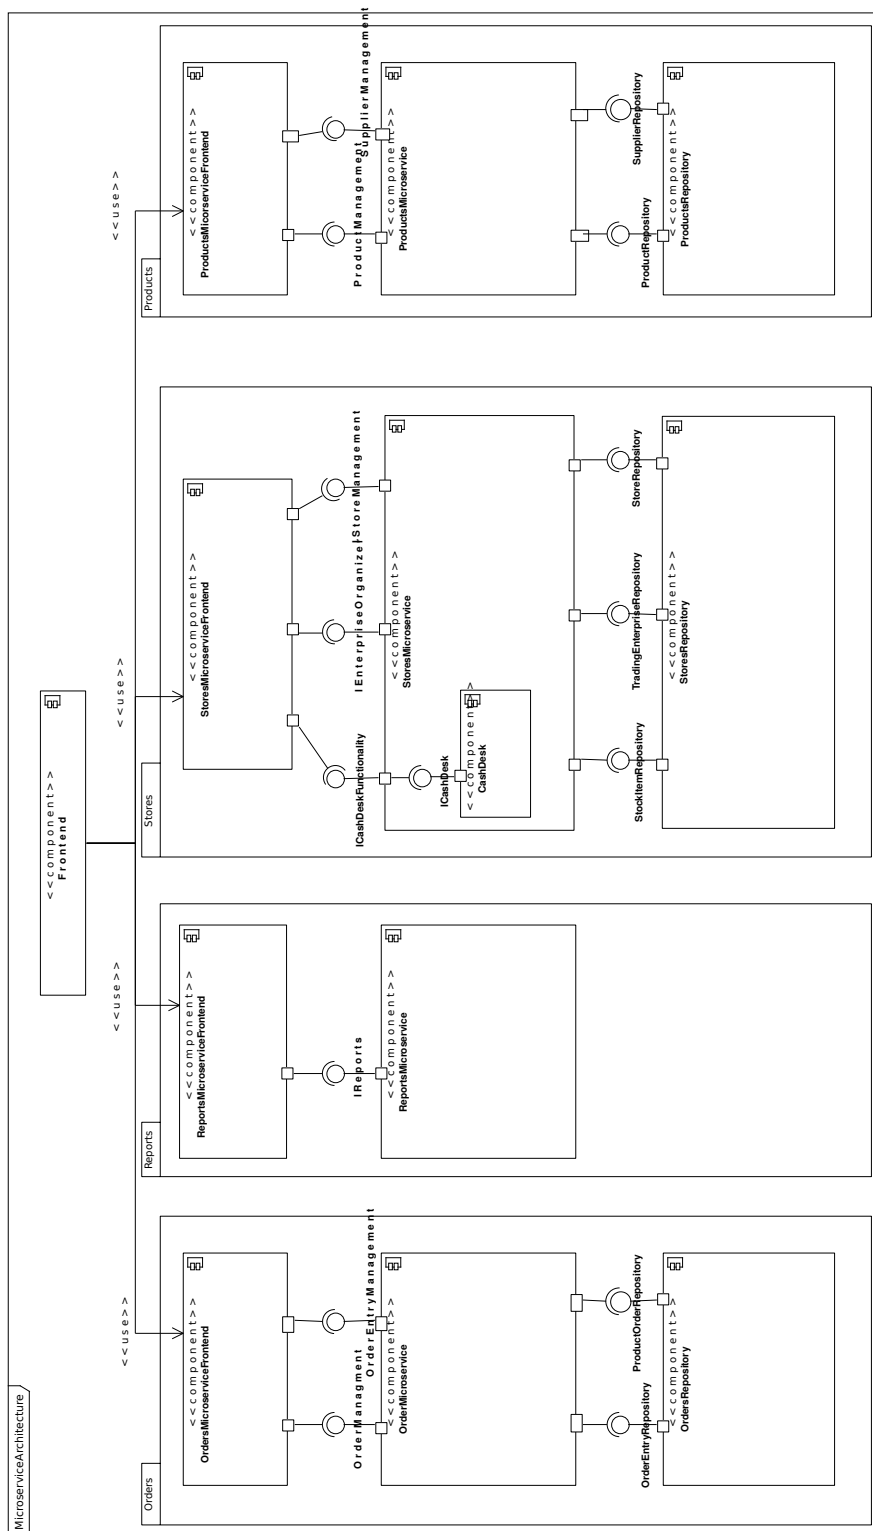 MicroserviceArchitecture
<<component>>
Frontend
<<use>>
<<use>>
<<use>>
<<use>>
Orders
<<component>>
OrdersMicroserviceFrontend
OrderManagment
OrderEntryManagement
<<component>>
OrderMicroservice
OrderEntryRepository
ProductOrderRepository
<<component>>
OrdersRepository
Reports
<<component>>
ReportsMicroserviceFrontend
IReports
<<component>>
ReportsMicroservice
Stores
<<component>>
StoresMicroserviceFrontend
ICashDeskFunctionality
IEnterpriseOrganize
IStoreManagement
<<component>>
StoresMicroservice
ICashDesk
<<component>>
CashDesk
StockItemRepository
TradingEnterpriseRepository
StoreRepository
<<component>>
StoresRepository
Products
<<component>>
ProductsMicorserviceFrontend
ProductManagement
SupplierManagement
<<component>>
ProductsMicroservice
ProductRepository
SupplierRepository
<<component>>
ProductsRepository